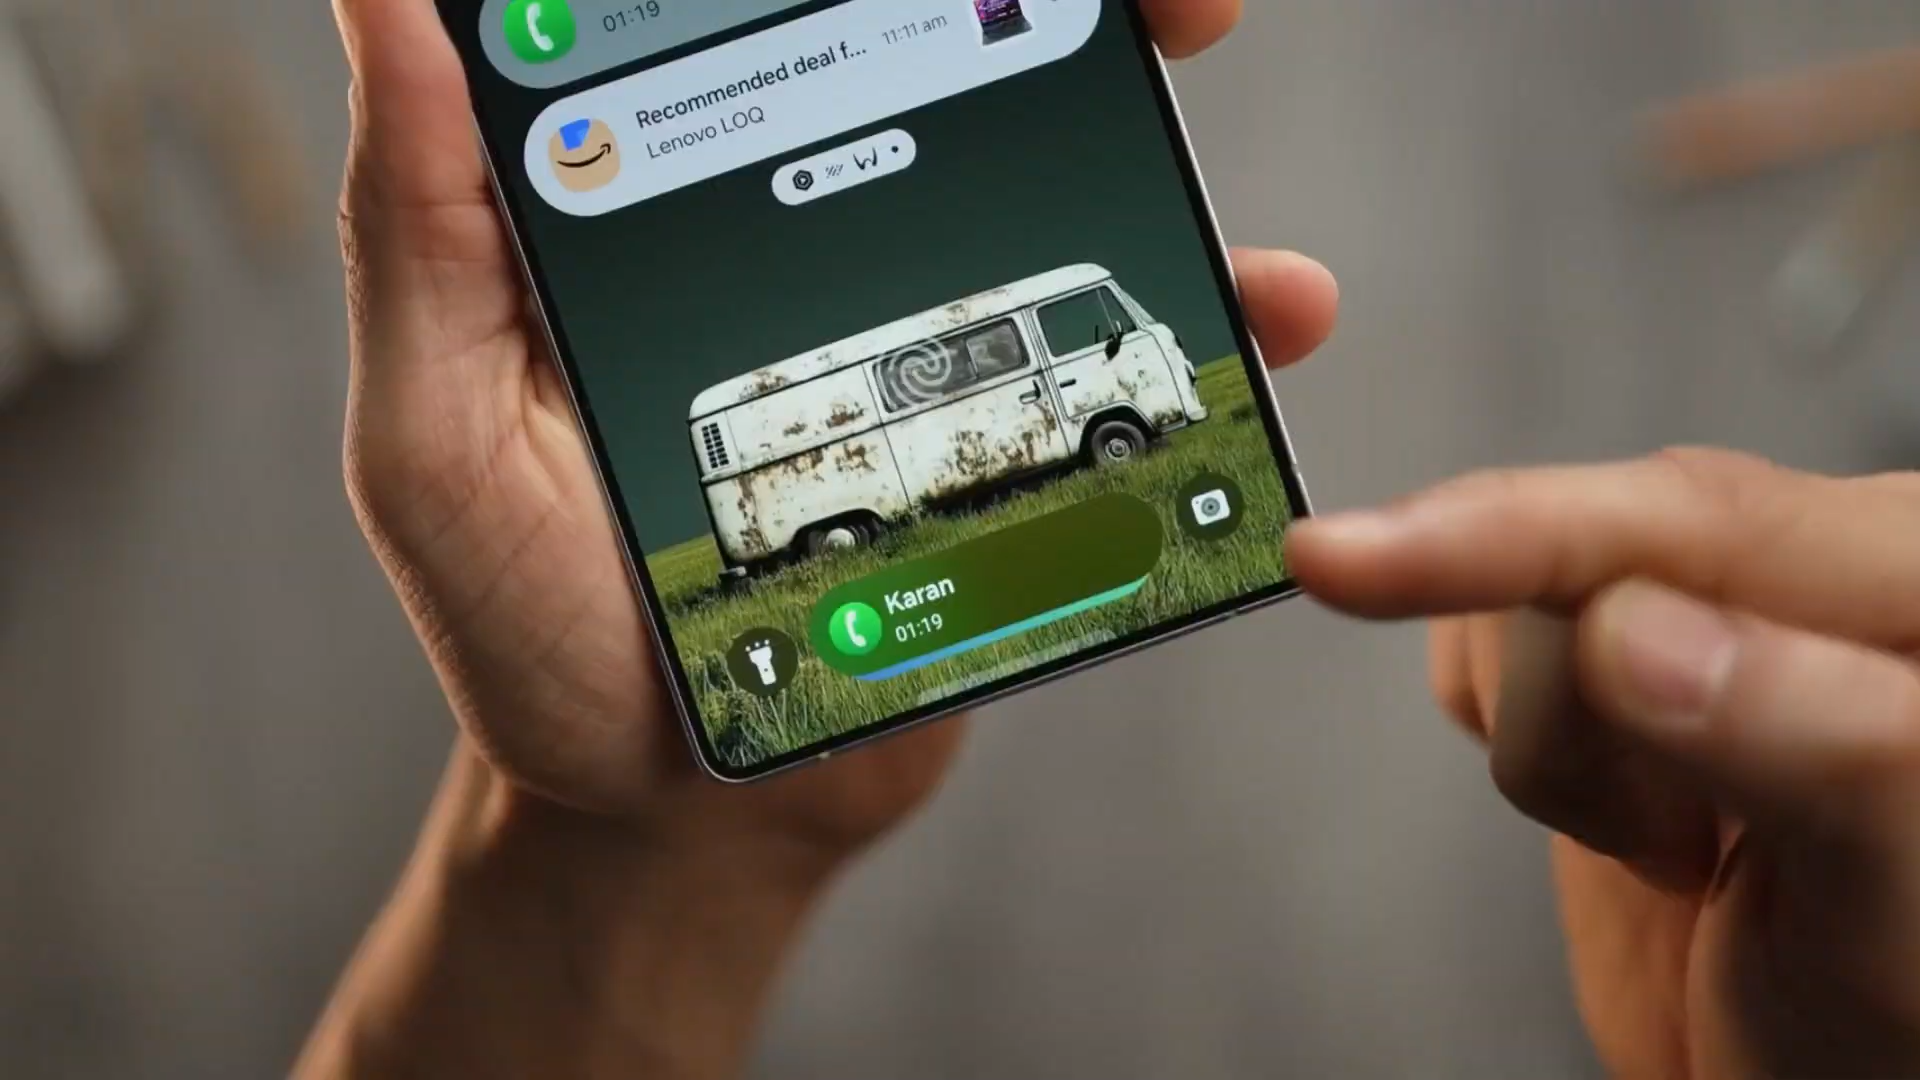 01:19
Recommended deal f...
11:11 am
Lenovo LOQ
Karan
01:19